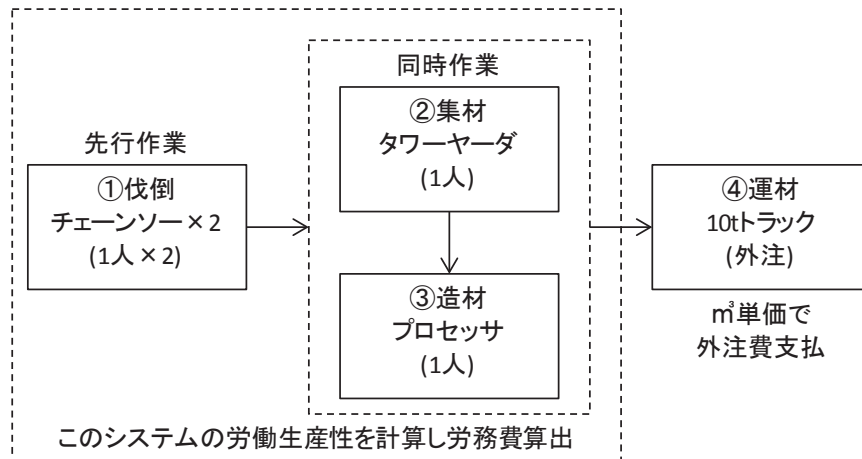 先行作業
①伐倒
チェーンソー×2
(1人×2)
同時作業
②集材
タワーヤーダ
(1人)
③造材
プロセッサ
(1人)
④運材
10tトラック
(外注)
㎥単価で
外注費支払
このシステムの労働生産性を計算し労務費算出